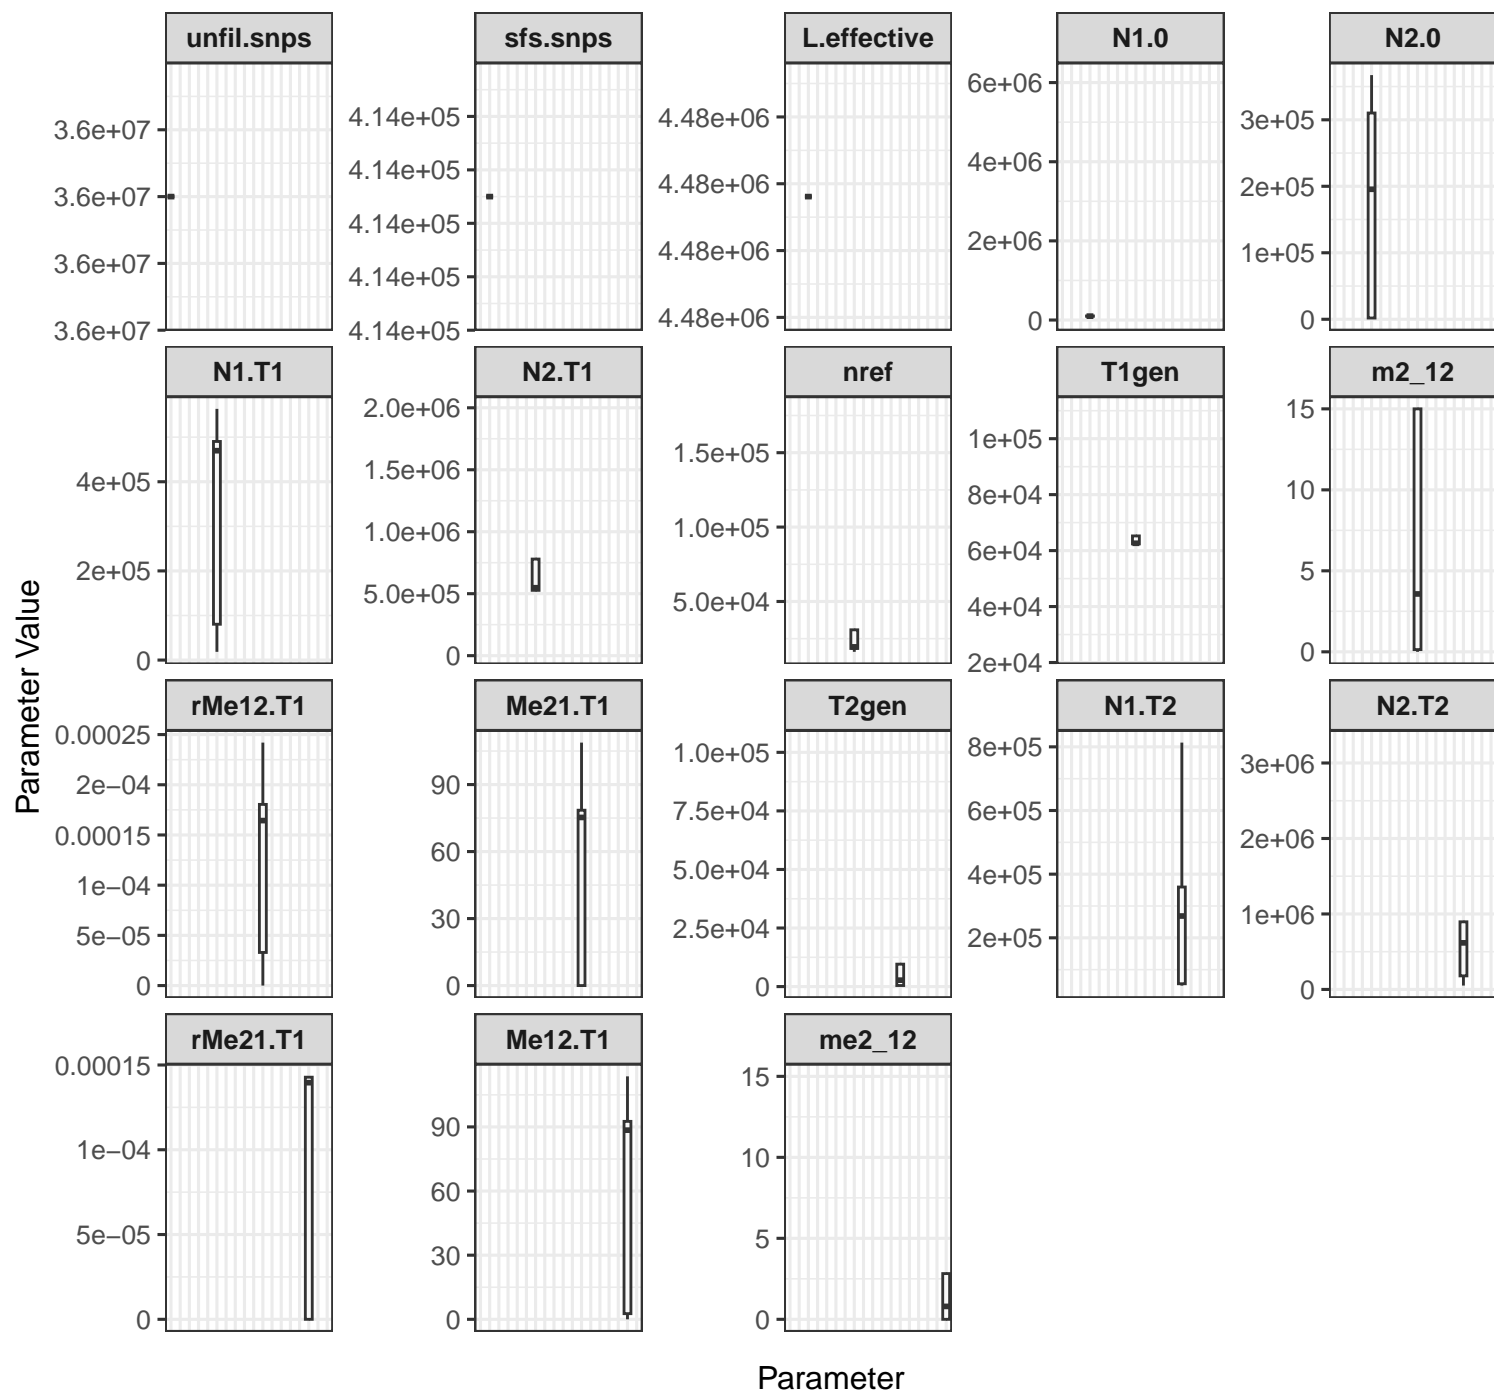 unfil.snps sfs.snps L.effective N1.0 N2.0
3.6e+07 4.14e+05 4.48e+06 6e+06 3e+05
3.6e+07 4.14e+05 4.48e+06 4e+06 2e+05
3.6e+07 4.14e+05 4.48e+06 2e+06 1e+05
3.6e+07 4.14e+05 4.48e+06 0 0
4.14e+05
N1.T1 N2.T1 nref T1gen m2_12
4e+05 2.0e+06 1.5e+05 1e+05 15
2e+05 1.5e+06 1.0e+05 8e+04 10
0 1.0e+06 5.0e+04 6e+04 5
5.0e+05 4e+04 0
0 2e+04
Parameter Value
rMe12.T1 Me21.T1 T2gen N1.T2 N2.T2
0.00025 90 1.0e+05 8e+05 3e+06
2e−04 60 7.5e+04 6e+05 2e+06
0.00015 30 5.0e+04 4e+05 1e+06
1e−04 0 2.5e+04 2e+05 0
5e−05 0
0
rMe21.T1 Me12.T1 me2_12
0.00015 90 15
1e−04 60 10
5e−05 30 5
0 0 0
Parameter